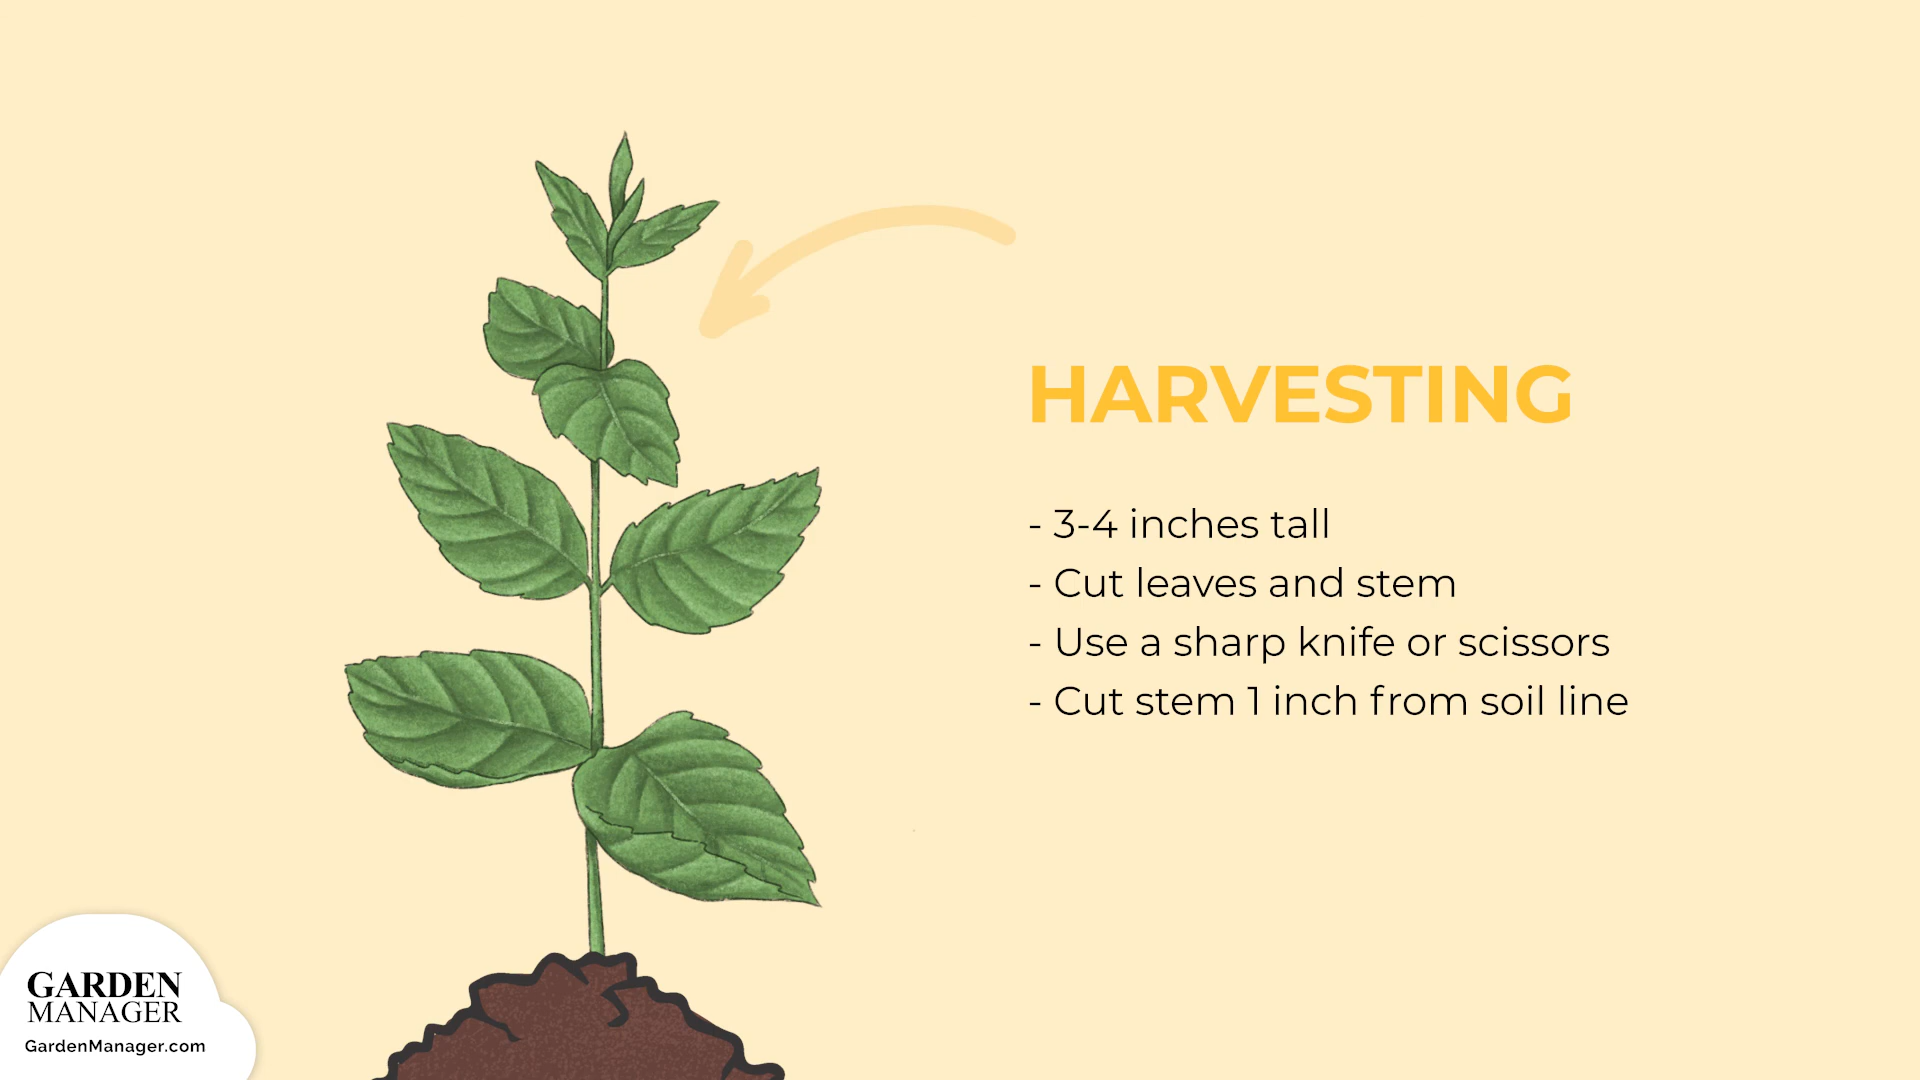 HARVESTING
- 3-4 inches tall
- Cut leaves and stem
- Use a sharp knife or scissors
- Cut stem 1 inch from soil line
GARDEN
MANAGER
GardenManager.com